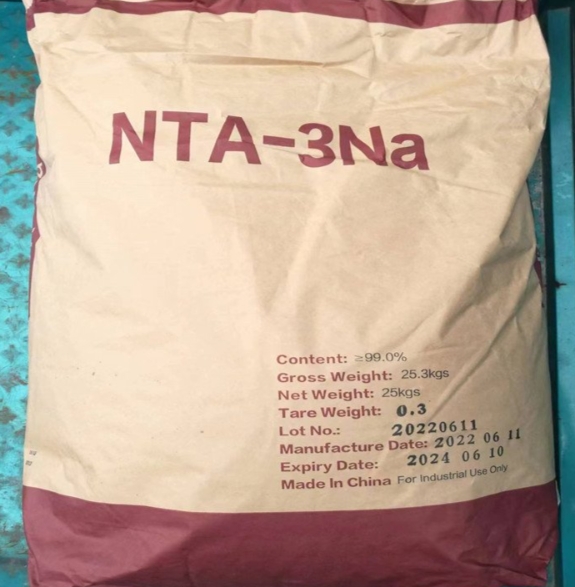 NTA-3Na
Content: ≥99.0%
Gross Weight: 25.3kgs
Net Weight: 25kgs
Tare Weight: 0.3
Lot No.: 20220611
Manufacture Date: 2022 06 11
Expiry Date: 2024 06 10
Made In China For Industrial Use Only